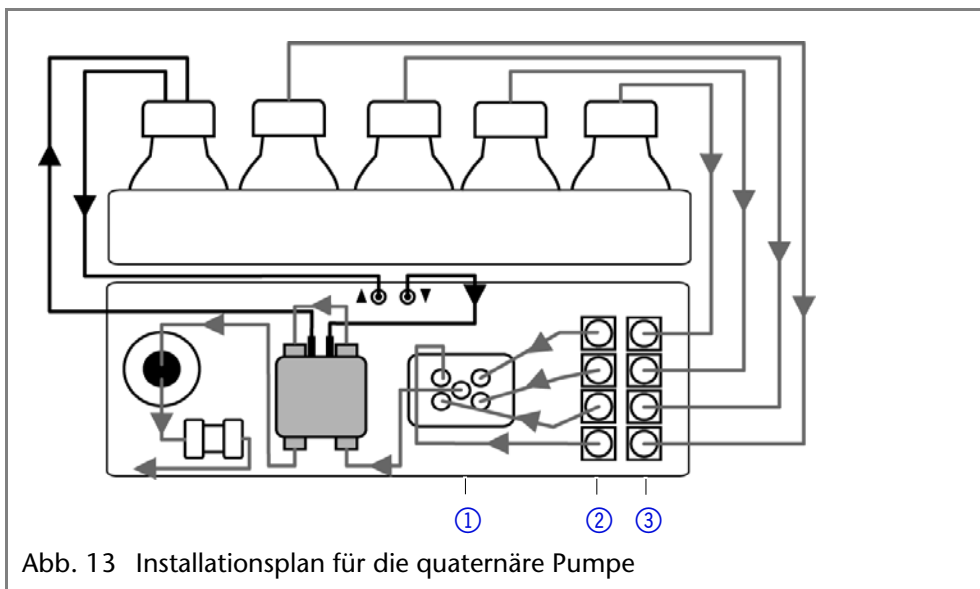 ① ② ③
Abb. 13 Installationsplan für die quaternäre Pumpe